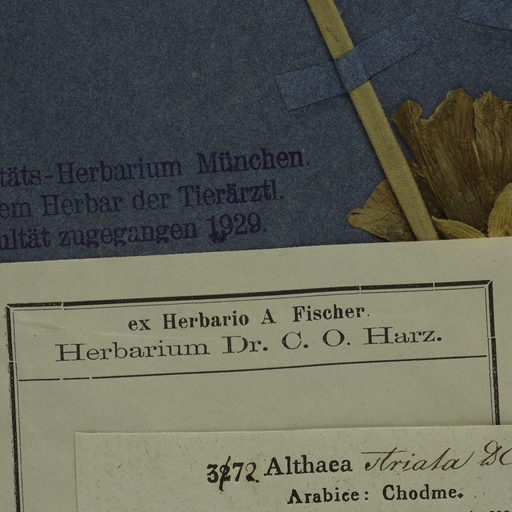 täts-Herbarium München.
em Herbar der Tierärztl.
ultät zugegangen 1929.
ex Herbario A Fischer.
Herbarium Dr. C. O. Harz.
3272. Althaea striata DC
Arabice: Chodme.